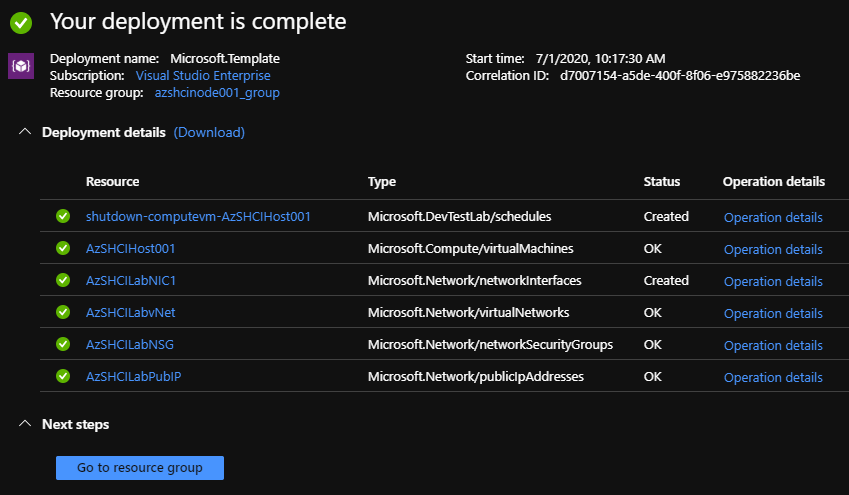 Your deployment is complete
Deployment name: Microsoft.Template Start time: 7/1/2020, 10:17:30 AM
Subscription: Visual Studio Enterprise Correlation ID: d7007154-a5de-400f-8f06-e975882236be
Resource group: azshcinode001_group
Deployment details (Download)
Resource Type Status Operation details
shutdown-computevm-AzSHCIHost001 Microsoft.DevTestLab/schedules Created Operation details
AzSHCIHost001 Microsoft.Compute/virtualMachines OK Operation details
AzSHCILabNIC1 Microsoft.Network/networkInterfaces Created Operation details
AzSHCILabvNet Microsoft.Network/virtualNetworks OK Operation details
AzSHCILabNSG Microsoft.Network/networkSecurityGroups OK Operation details
AzSHCILabPubIP Microsoft.Network/publicIpAddresses OK Operation details
Next steps
Go to resource group